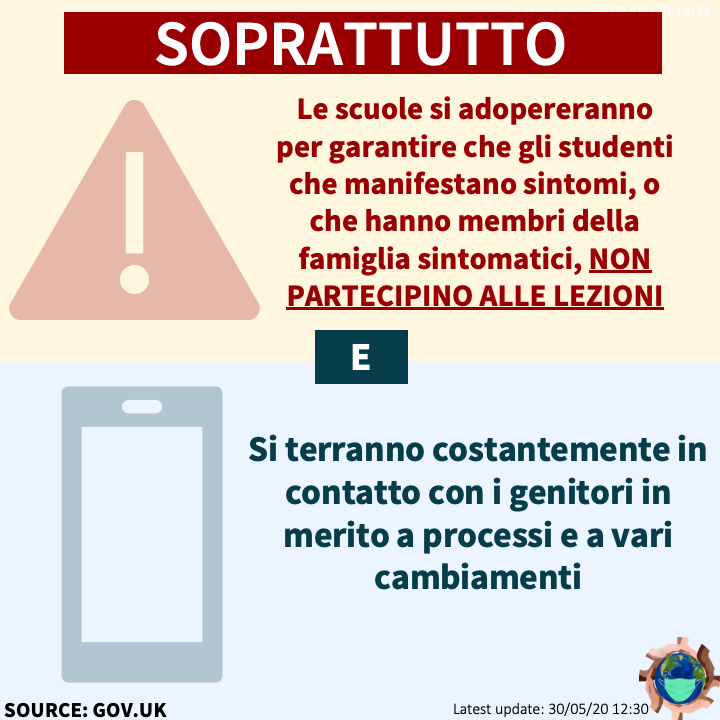 SOPRATTUTTO
Le scuole si adopereranno
per garantire che gli studenti
che manifestano sintomi, o
che hanno membri della
famiglia sintomatici, NON
PARTECIPINO ALLE LEZIONI
E
Si terranno costantemente in
contatto con i genitori in
merito a processi e a vari
cambiamenti
SOURCE: GOV.UK
Latest update: 30/05/20 12:30